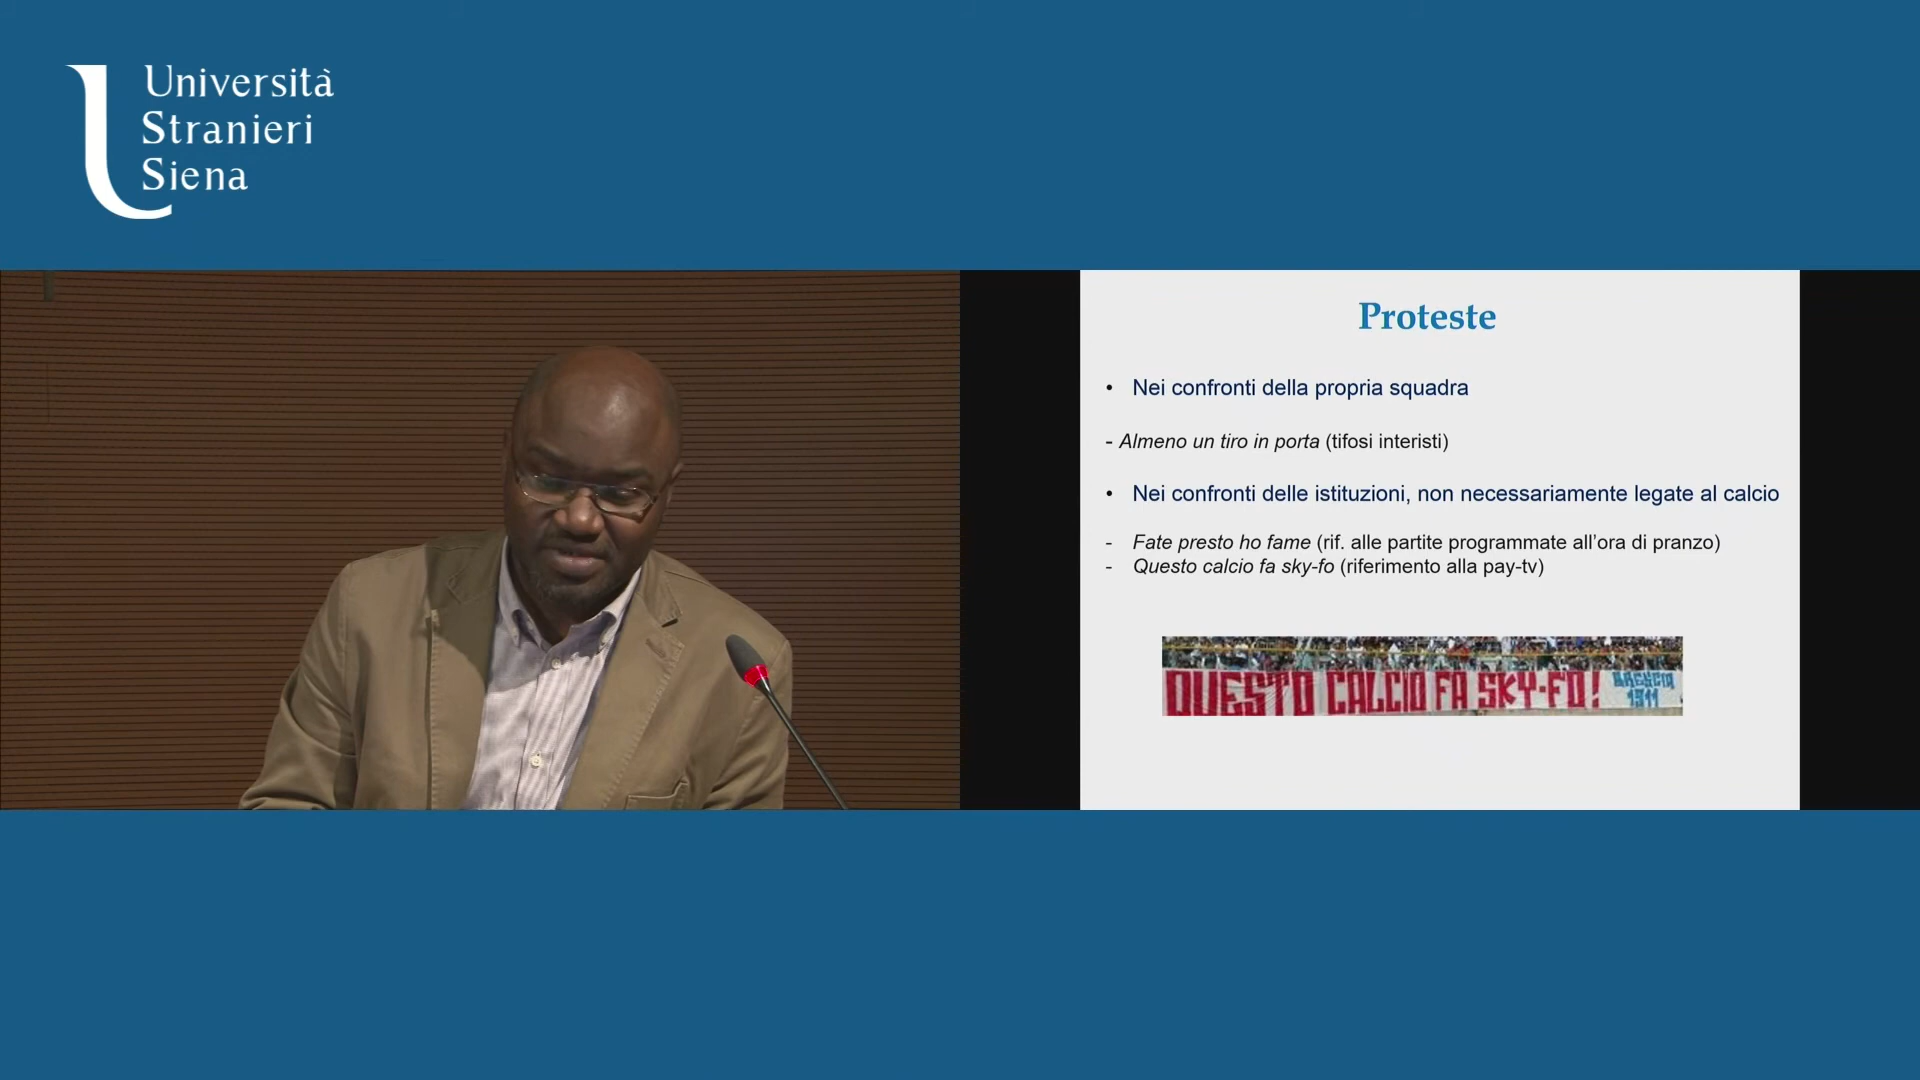 Università
Stranieri
Siena
Proteste
• Nei confronti della propria squadra
- Almeno un tiro in porta (tifosi interisti)
• Nei confronti delle istituzioni, non necessariamente legate al calcio
- Fate presto ho fame (rif. alle partite programmate all’ora di pranzo)
- Questo calcio fa sky-fo (riferimento alla pay-tv)
QUESTO CALCIO FA SKY-FO! BRESCIA
1911